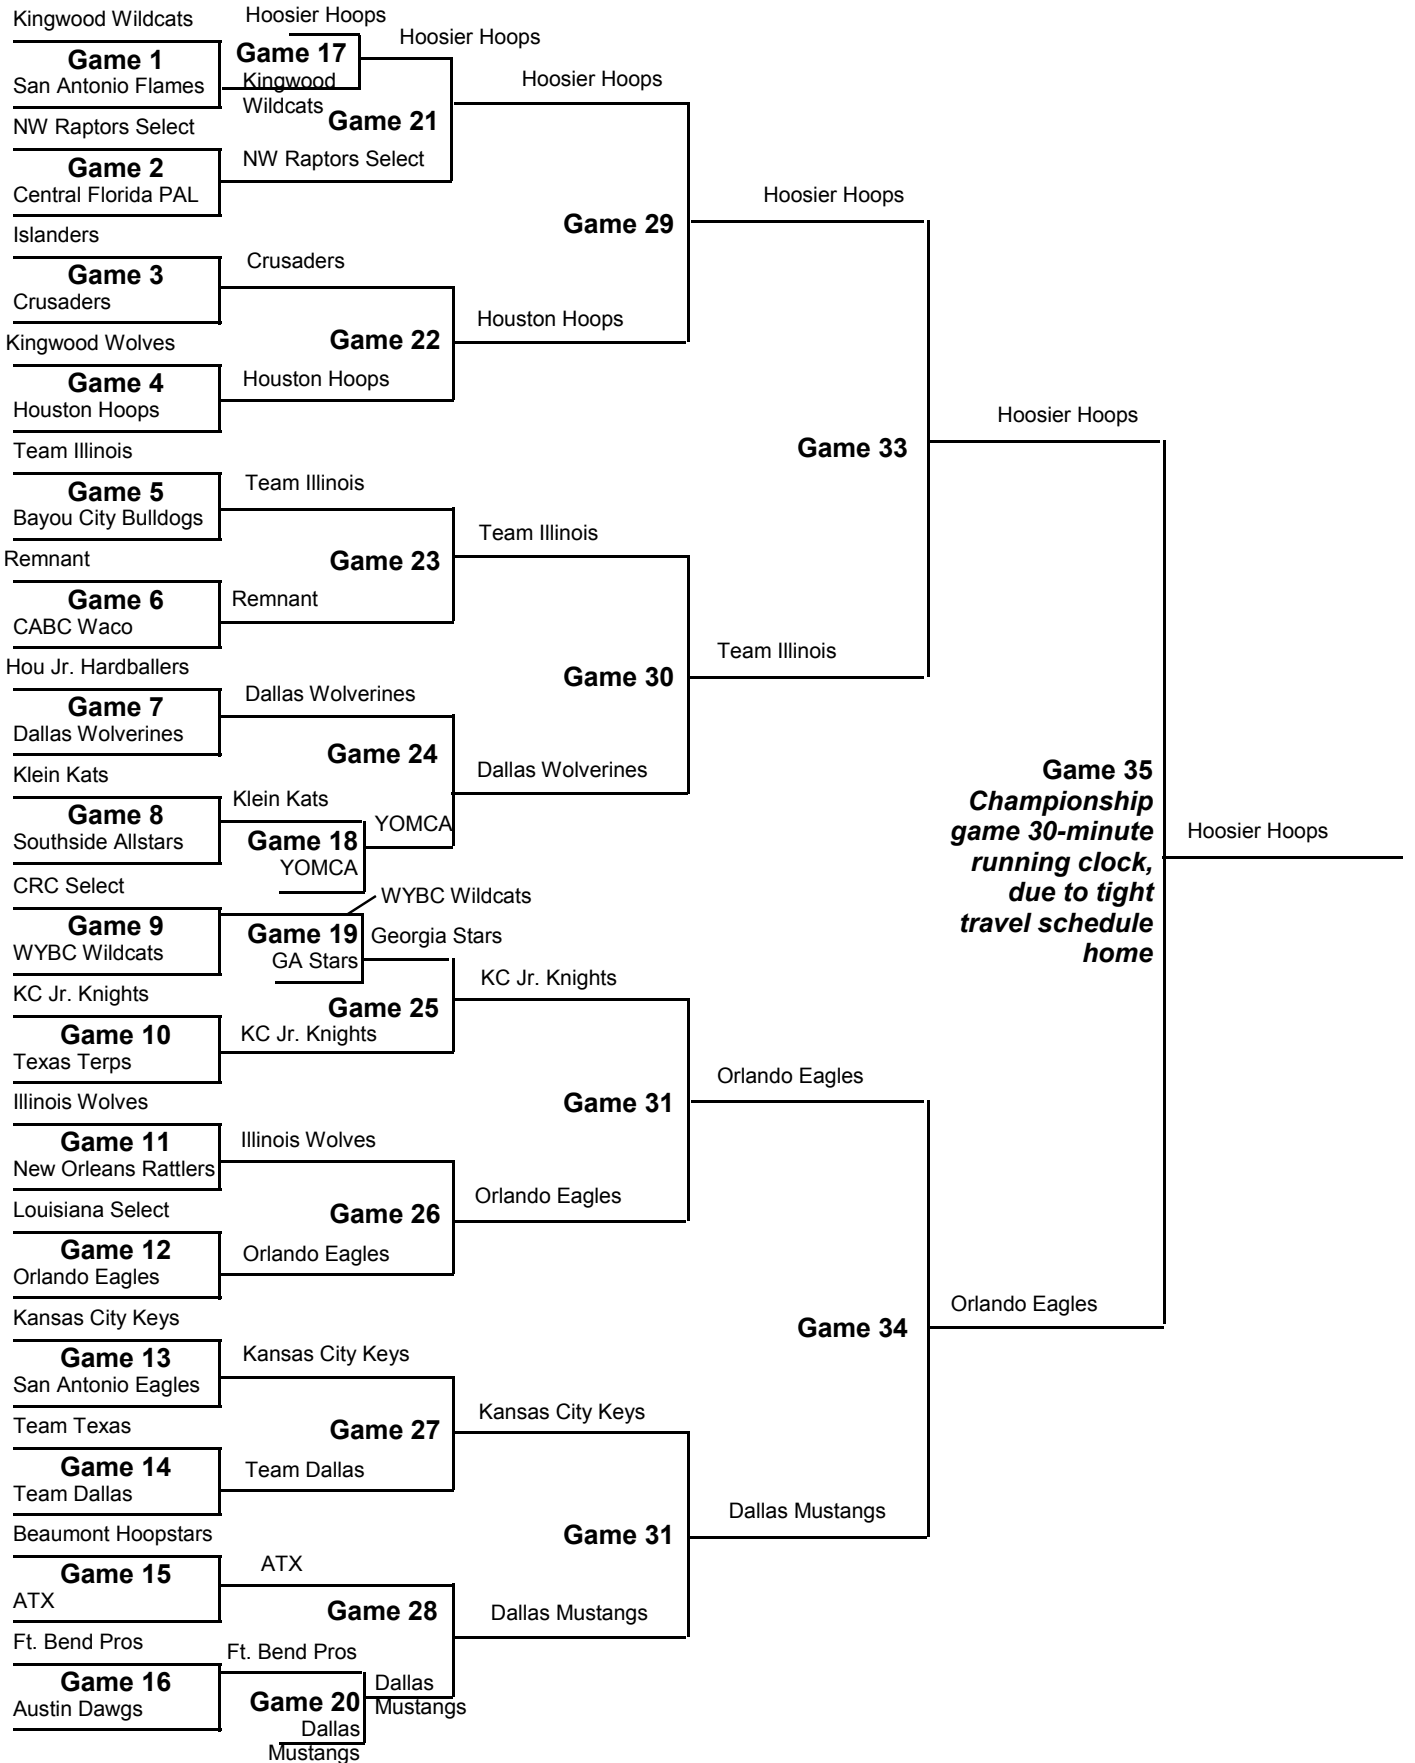 Kingwood Wildcats
Game 1
San Antonio Flames
NW Raptors Select
Game 2
Central Florida PAL
Islanders
Game 3
Crusaders
Kingwood Wolves
Game 4
Houston Hoops
Team Illinois
Game 5
Bayou City Bulldogs
Remnant
Game 6
CABC Waco
Hou Jr. Hardballers
Game 7
Dallas Wolverines
Klein Kats
Game 8
Southside Allstars
CRC Select
Game 9
WYBC Wildcats
KC Jr. Knights
Game 10
Texas Terps
Illinois Wolves
Game 11
New Orleans Rattlers
Louisiana Select
Game 12
Orlando Eagles
Kansas City Keys
Game 13
San Antonio Eagles
Team Texas
Game 14
Team Dallas
Beaumont Hoopstars
Game 15
ATX
Ft. Bend Pros
Game 16
Austin Dawgs
Hoosier Hoops
Game 17
Kingwood
Wildcats
Hoosier Hoops
Game 21
NW Raptors Select
Crusaders
Game 22
Houston Hoops
Team Illinois
Game 23
Remnant
Dallas Wolverines
Game 24
Klein Kats
Game 18
YOMCA
YOMCA
WYBC Wildcats
Game 19
GA Stars
Georgia Stars
Game 25
KC Jr. Knights
Illinois Wolves
Game 26
Orlando Eagles
Kansas City Keys
Game 27
Team Dallas
ATX
Game 28
Ft. Bend Pros
Game 20
Dallas
Mustangs
Dallas
Mustangs
Hoosier Hoops
Game 29
Houston Hoops
Team Illinois
Game 30
Dallas Wolverines
KC Jr. Knights
Game 31
Orlando Eagles
Kansas City Keys
Game 31
Dallas Mustangs
Hoosier Hoops
Game 33
Team Illinois
Orlando Eagles
Game 34
Dallas Mustangs
Hoosier Hoops
Game 35
Championship
game 30-minute
running clock,
due to tight
travel schedule
home
Orlando Eagles
Hoosier Hoops